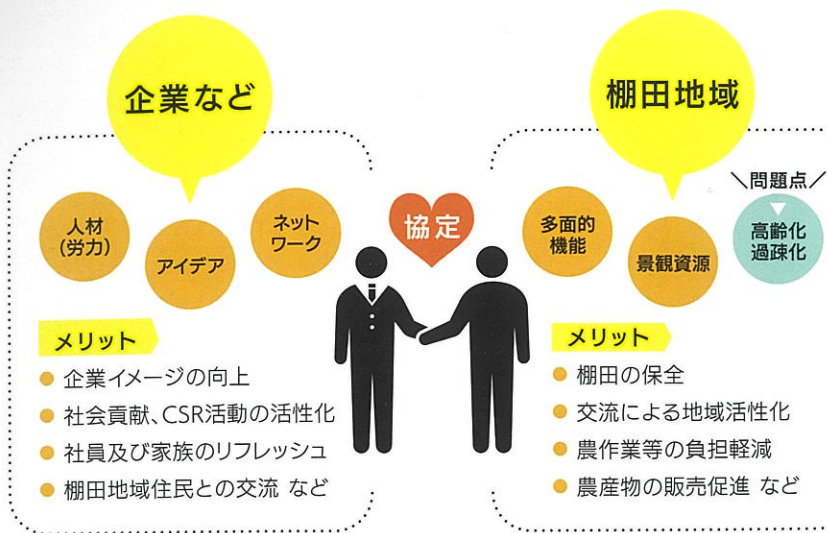 企業など
人材
(労力)
アイデア
ネット
ワーク
メリット
企業イメージの向上
社会貢献、CSR活動の活性化
社員及び家族のリフレッシュ
棚田地域住民との交流 など
協定
棚田地域
多面的
機能
景観資源
＼問題点／
高齢化
過疎化
メリット
棚田の保全
交流による地域活性化
農作業等の負担軽減
農産物の販売促進 など